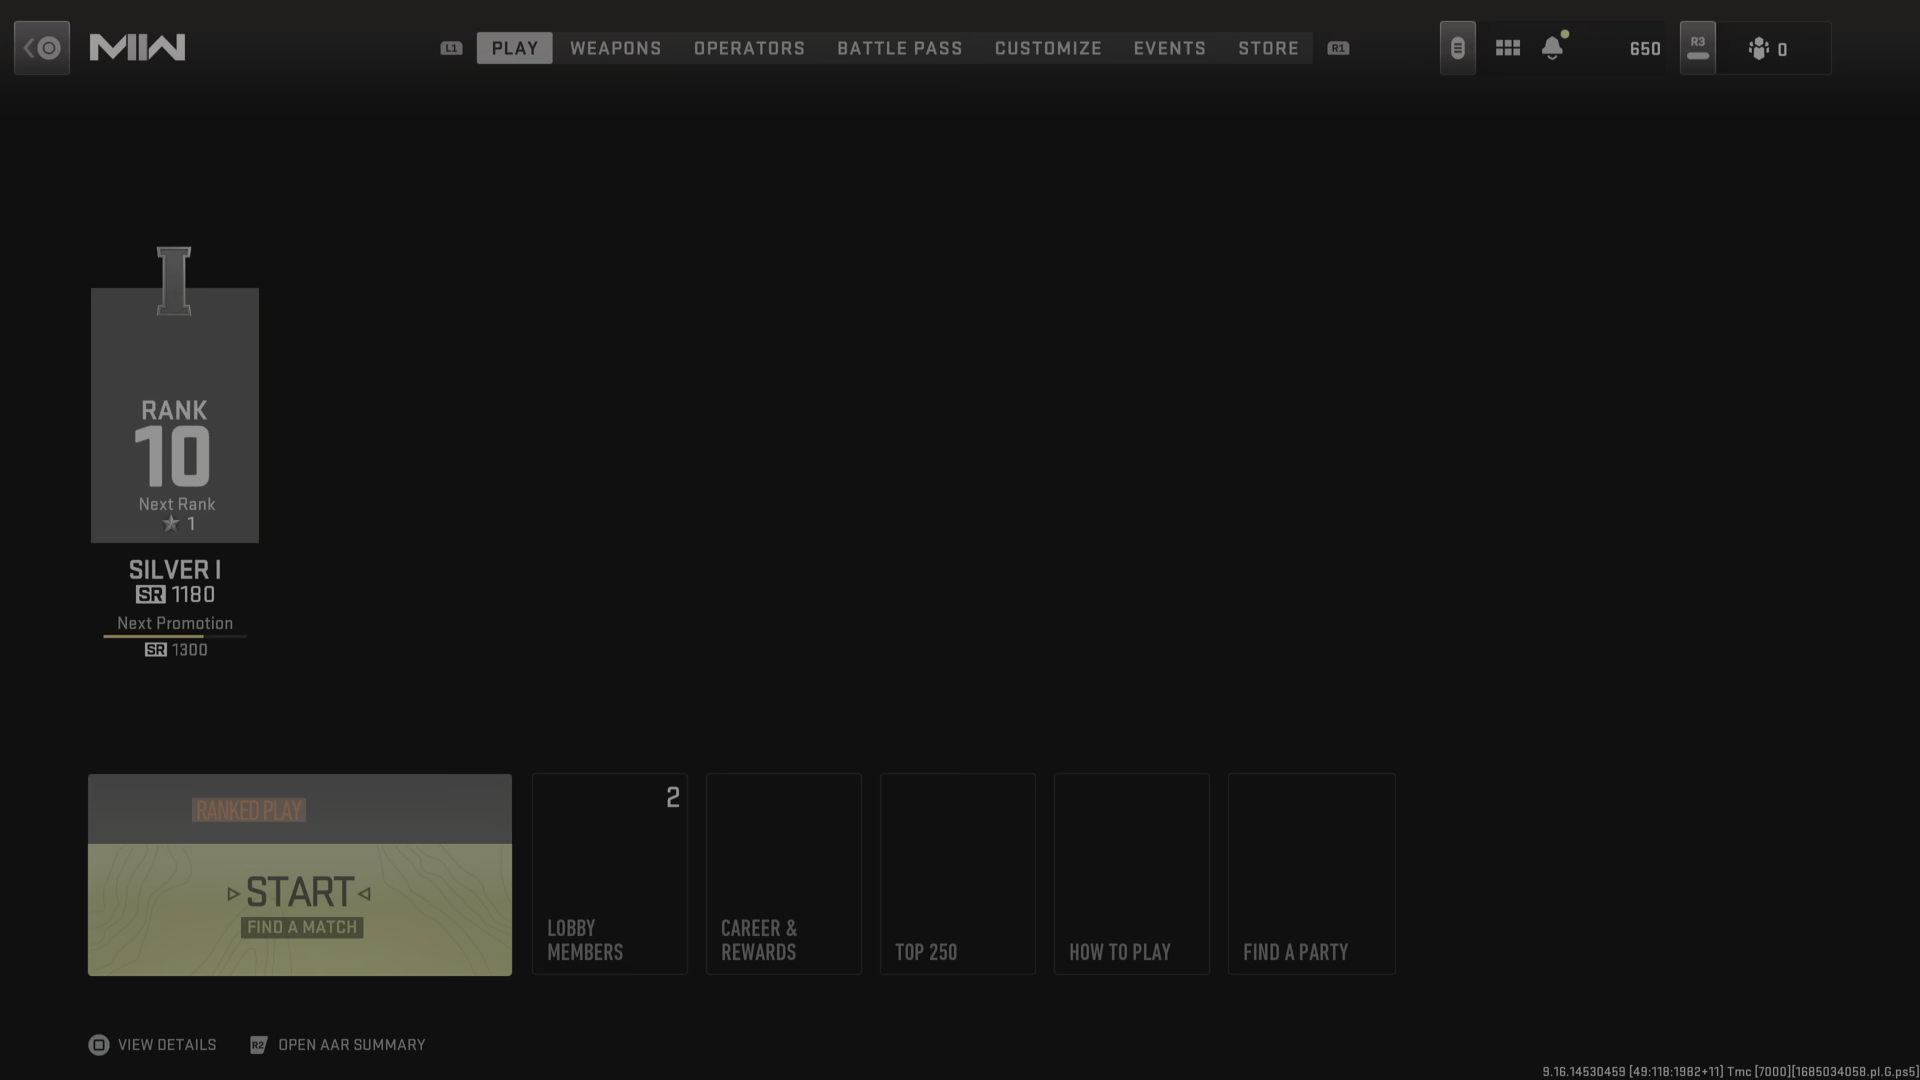 MW
L1 PLAY WEAPONS OPERATORS BATTLE PASS CUSTOMIZE EVENTS STORE R1
650
R3
0
I
RANK
10
Next Rank
1
SILVER I
SR 1180
Next Promotion
SR 1300
RANKED PLAY
START
FIND A MATCH
2
LOBBY
MEMBERS
CAREER &
REWARDS
TOP 250
HOW TO PLAY
FIND A PARTY
VIEW DETAILS
R2 OPEN AAR SUMMARY
9.16.14530459 [49:118:1982+11] Tmc [7000][1685034058.pl.G.ps5]